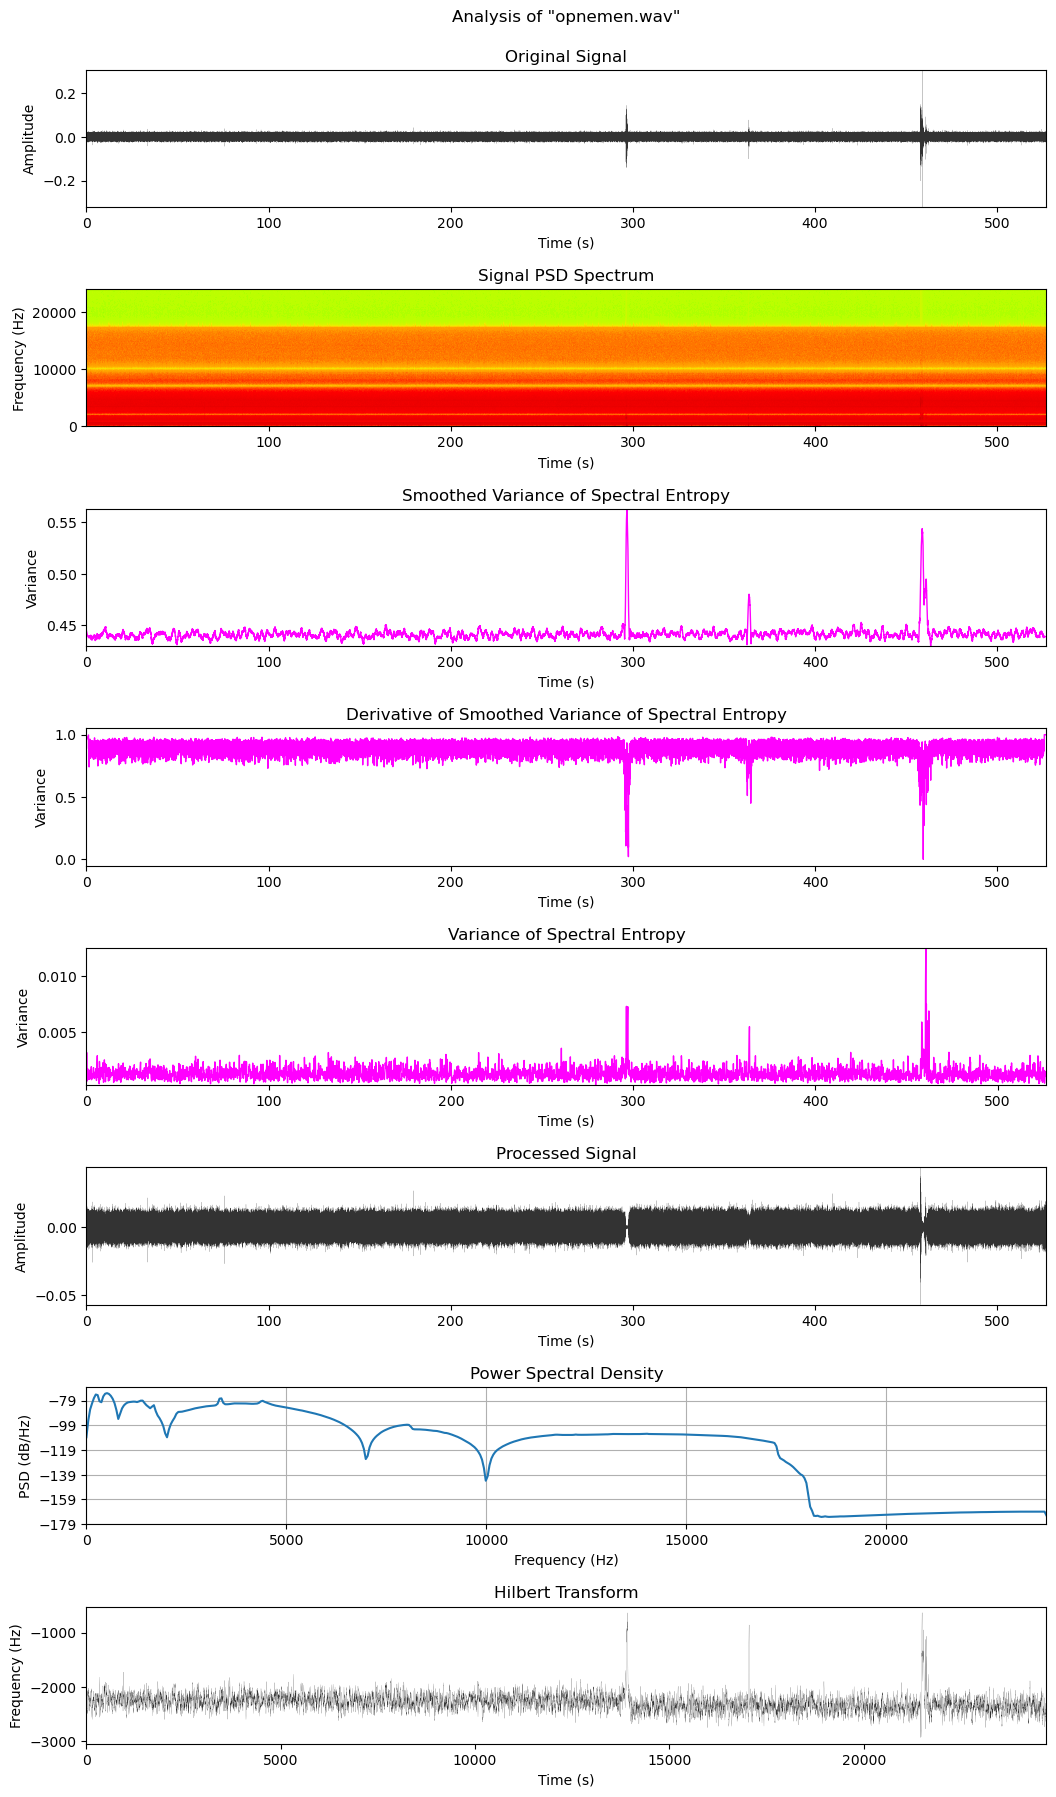 Analysis of "opnemen.wav"
Original Signal
Amplitude
0.2
0.0
−0.2
0 100 200 300 400 500
Time (s)
Signal PSD Spectrum
Frequency (Hz)
20000
10000
0
100 200 300 400 500
Time (s)
Smoothed Variance of Spectral Entropy
Variance
0.55
0.50
0.45
0 100 200 300 400 500
Time (s)
Derivative of Smoothed Variance of Spectral Entropy
Variance
1.0
0.5
0.0
0 100 200 300 400 500
Time (s)
Variance of Spectral Entropy
Variance
0.010
0.005
0 100 200 300 400 500
Time (s)
Processed Signal
Amplitude
0.00
−0.05
0 100 200 300 400 500
Time (s)
Power Spectral Density
PSD (dB/Hz)
−79
−99
−119
−139
−159
−179
0 5000 10000 15000 20000
Frequency (Hz)
Hilbert Transform
Frequency (Hz)
−1000
−2000
−3000
0 5000 10000 15000 20000
Time (s)